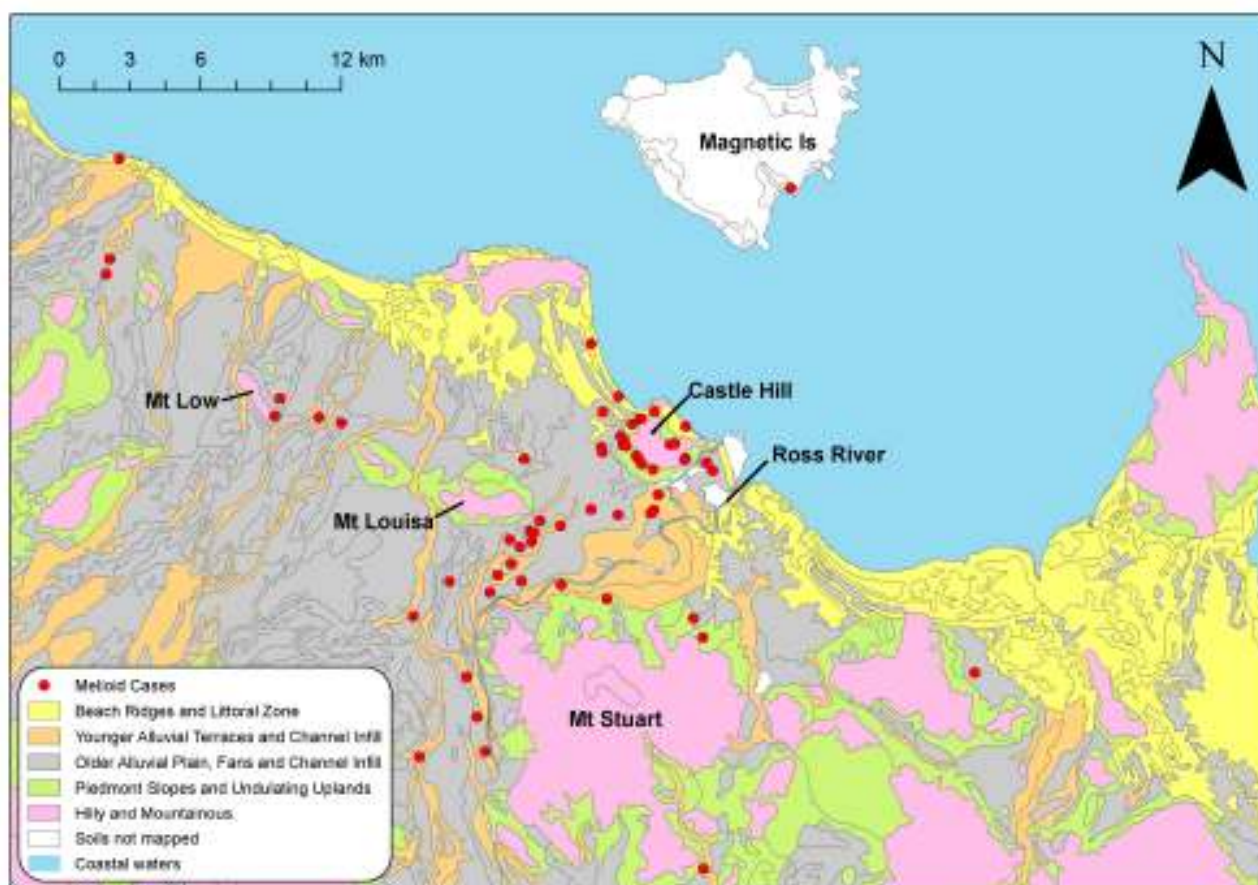 0 3 6 12 km
N
Magnetic Is
Castle Hill
Mt Low
Ross River
Mt Louisa
Mt Stuart
Melioid Cases
Beach Ridges and Littoral Zone
Younger Alluvial Terraces and Channel Infill
Older Alluvial Plain, Fans and Channel Infill
Piedmont Slopes and Undulating Uplands
Hilly and Mountainous
Soils not mapped
Coastal waters